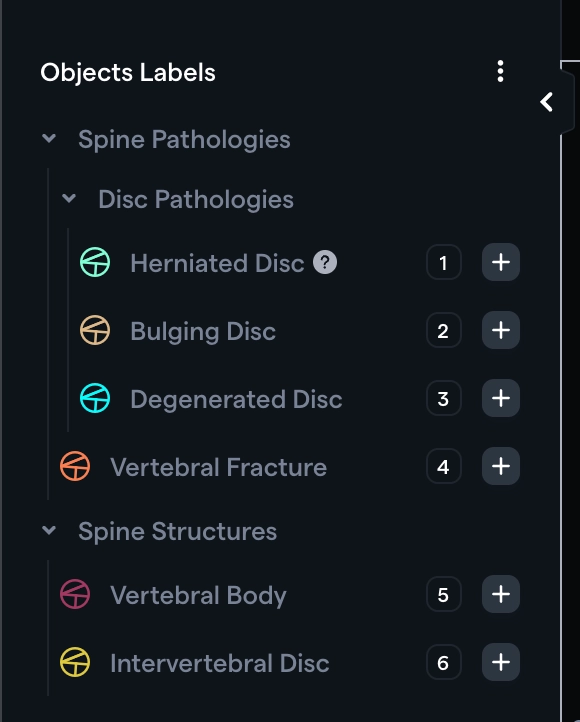 Objects Labels
Spine Pathologies
Disc Pathologies
Herniated Disc ? 1 +
Bulging Disc 2 +
Degenerated Disc 3 +
Vertebral Fracture 4 +
Spine Structures
Vertebral Body 5 +
Intervertebral Disc 6 +